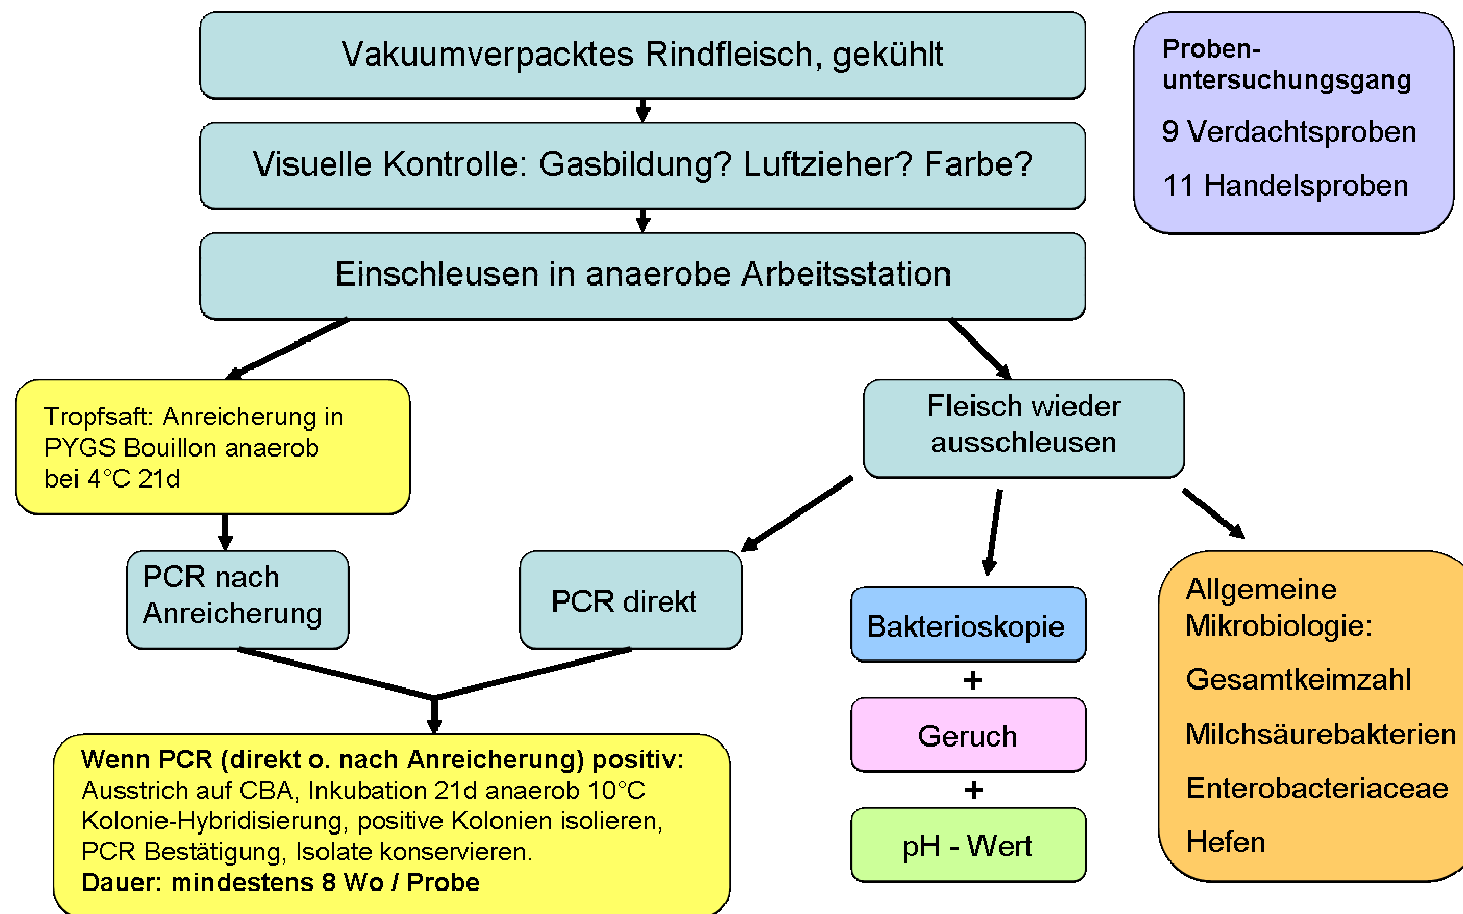 Vakuumverpacktes Rindfleisch, gekühlt
Proben-
untersuchungsgang
9 Verdachtsproben
11 Handelsproben
Visuelle Kontrolle: Gasbildung? Luftzieher? Farbe?
Einschleusen in anaerobe Arbeitsstation
Tropfsaft: Anreicherung in
PYGS Bouillon anaerob
bei 4°C 21d
Fleisch wieder
ausschleusen
PCR nach
Anreicherung
PCR direkt
Bakterioskopie
+
Geruch
+
pH - Wert
Allgemeine
Mikrobiologie:
Gesamtkeimzahl
Milchsäurebakterien
Enterobacteriaceae
Hefen
Wenn PCR (direkt o. nach Anreicherung) positiv:
Ausstrich auf CBA, Inkubation 21d anaerob 10°C
Kolonie-Hybridisierung, positive Kolonien isolieren,
PCR Bestätigung, Isolate konservieren.
Dauer: mindestens 8 Wo / Probe